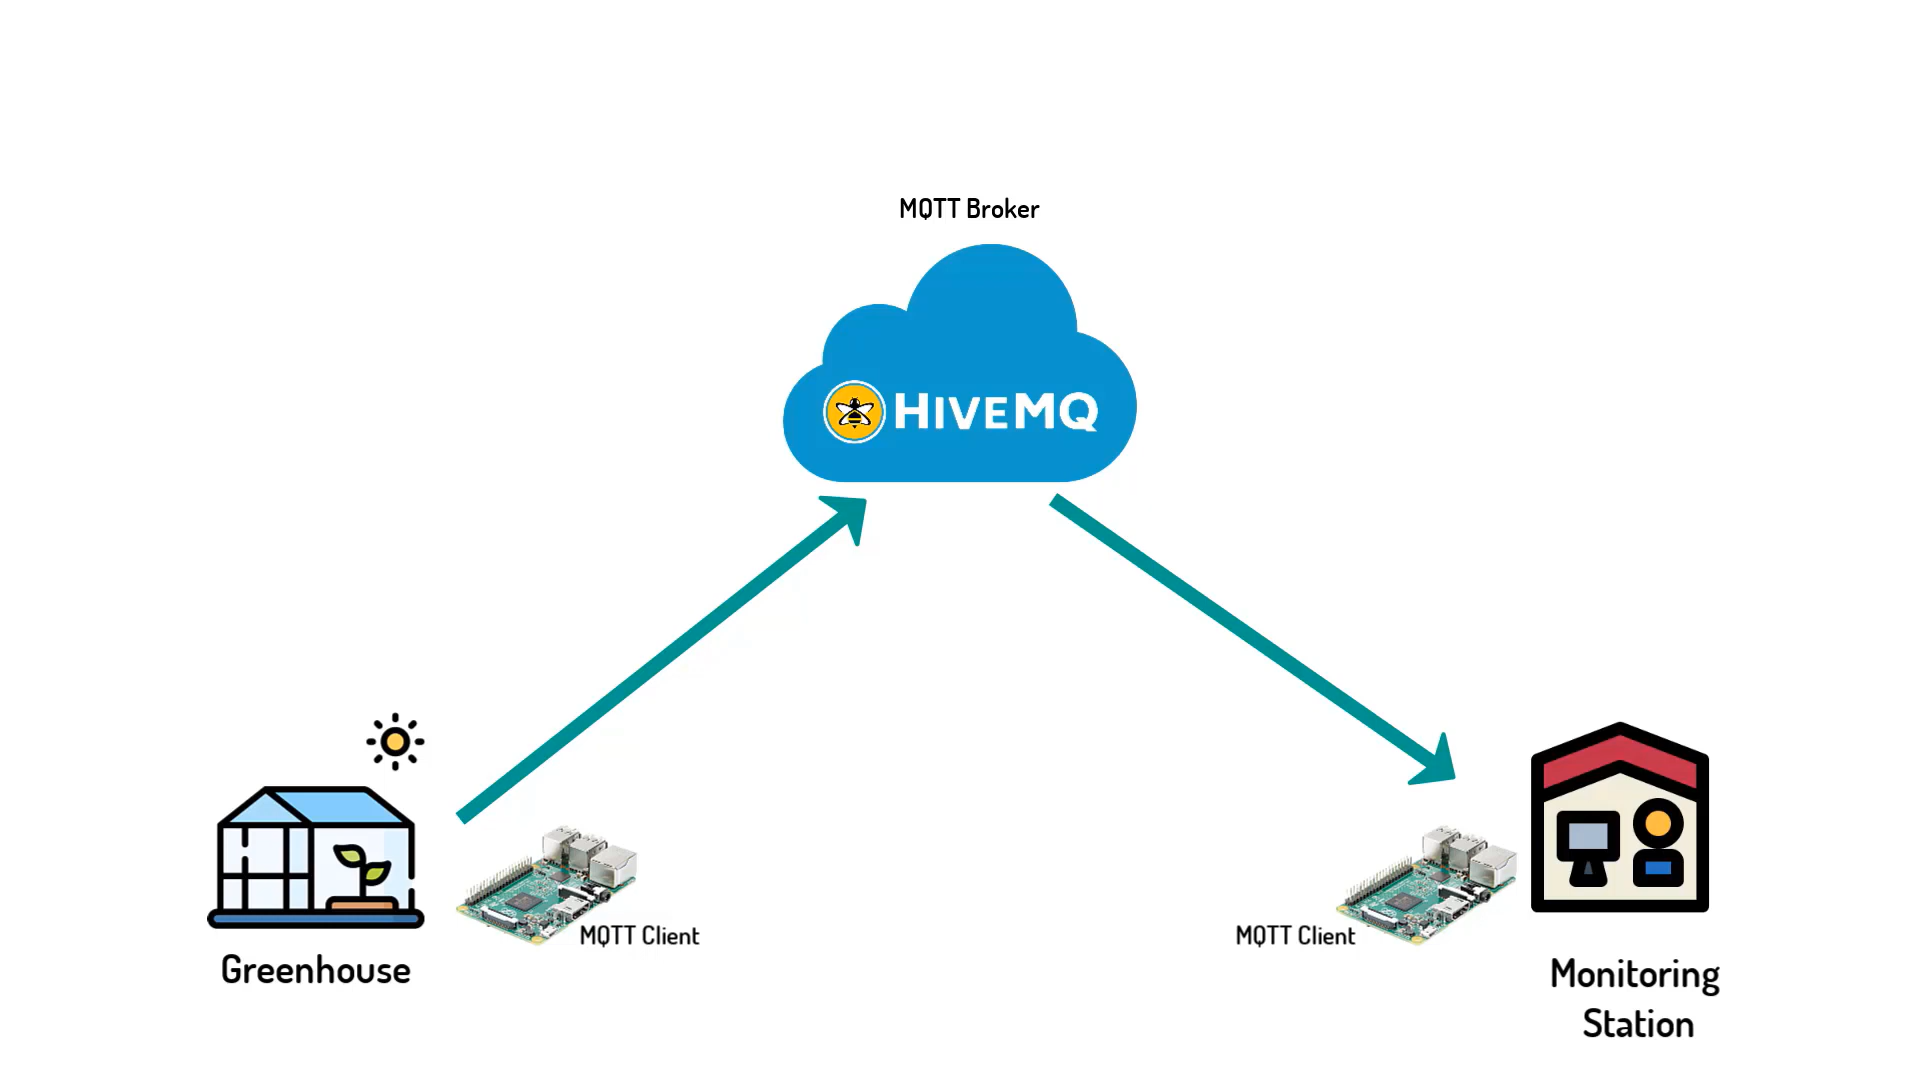 MQTT Broker
HIVEMQ
MQTT Client
MQTT Client
Greenhouse
Monitoring
Station